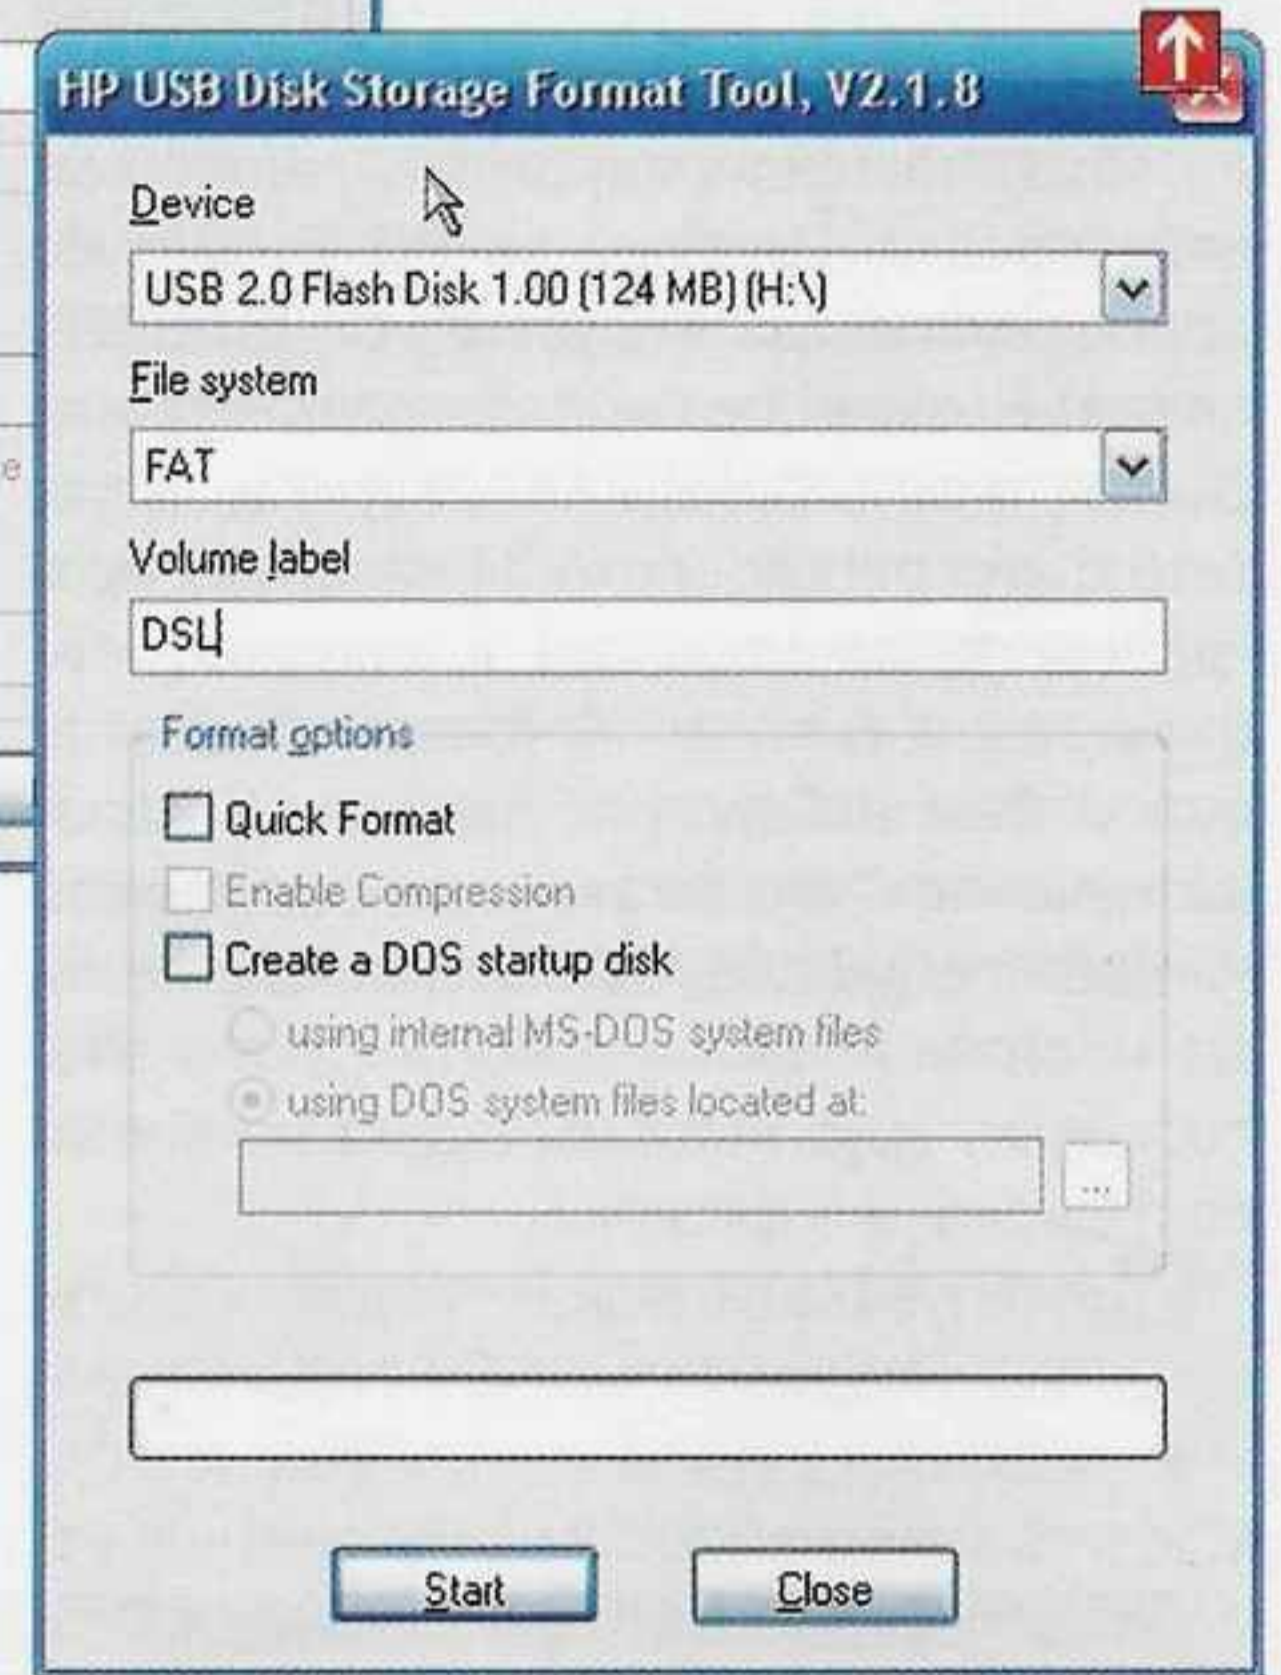 HP USB Disk Storage Format Tool, V2.1.8
Device
USB 2.0 Flash Disk 1.00 (124 MB) (H:\)
File system
FAT
Volume label
DSL
Format options
Quick Format
Enable Compression
Create a DOS startup disk
using internal MS-DOS system files
using DOS system files located at:
...
Start
Close